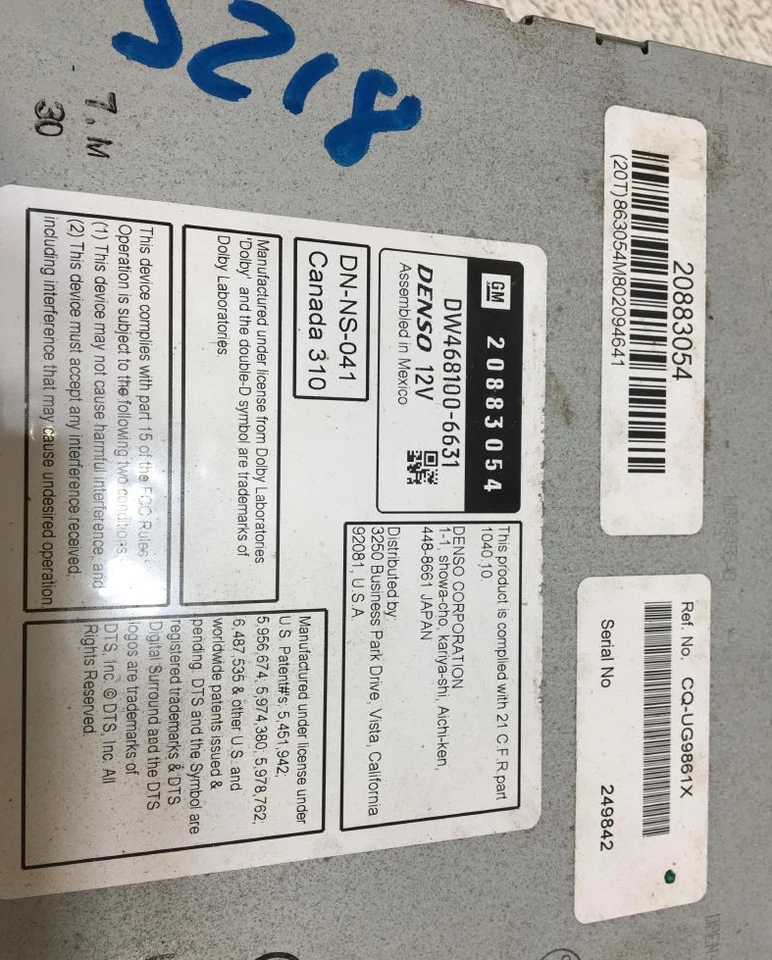 20883054
(20T)863054M802094641
Ref. No. CQ-UG9861X
Serial No 249842
GM 20883054
DW468100-6631
DENSO 12V
Assembled in Mexico
DN-NS-041
Canada 310
This product is complied with 21 C.F.R.part
1040.10.
DENSO CORPORATION
1-1, showa-cho, kariya-shi, Aichi-ken,
448-8661 JAPAN
Distributed by:
3250 Business Park Drive, Vista, California
92081, U.S.A
Manufactured under license from Dolby Laboratories
'Dolby' and the double-D symbol are trademarks of
Dolby Laboratories.
Manufactured under license under
U.S. Patent#'s: 5,451,942;
5,956,674; 5,974,380; 5,978,762;
6,487,535 & other U.S. and
worldwide patents issued &
pending. DTS and the Symbol are
registered trademarks & DTS
Digital Surround and the DTS
logos are trademarks of
DTS, Inc. © DTS, Inc. All
Rights Reserved.
This device complies with part 15 of the FCC Rules
Operation is subject to the following two conditions.
(1) This device may not cause harmful interference, and
(2) This device must accept any interference received,
including interference that may cause undesired operation.
7.M
30